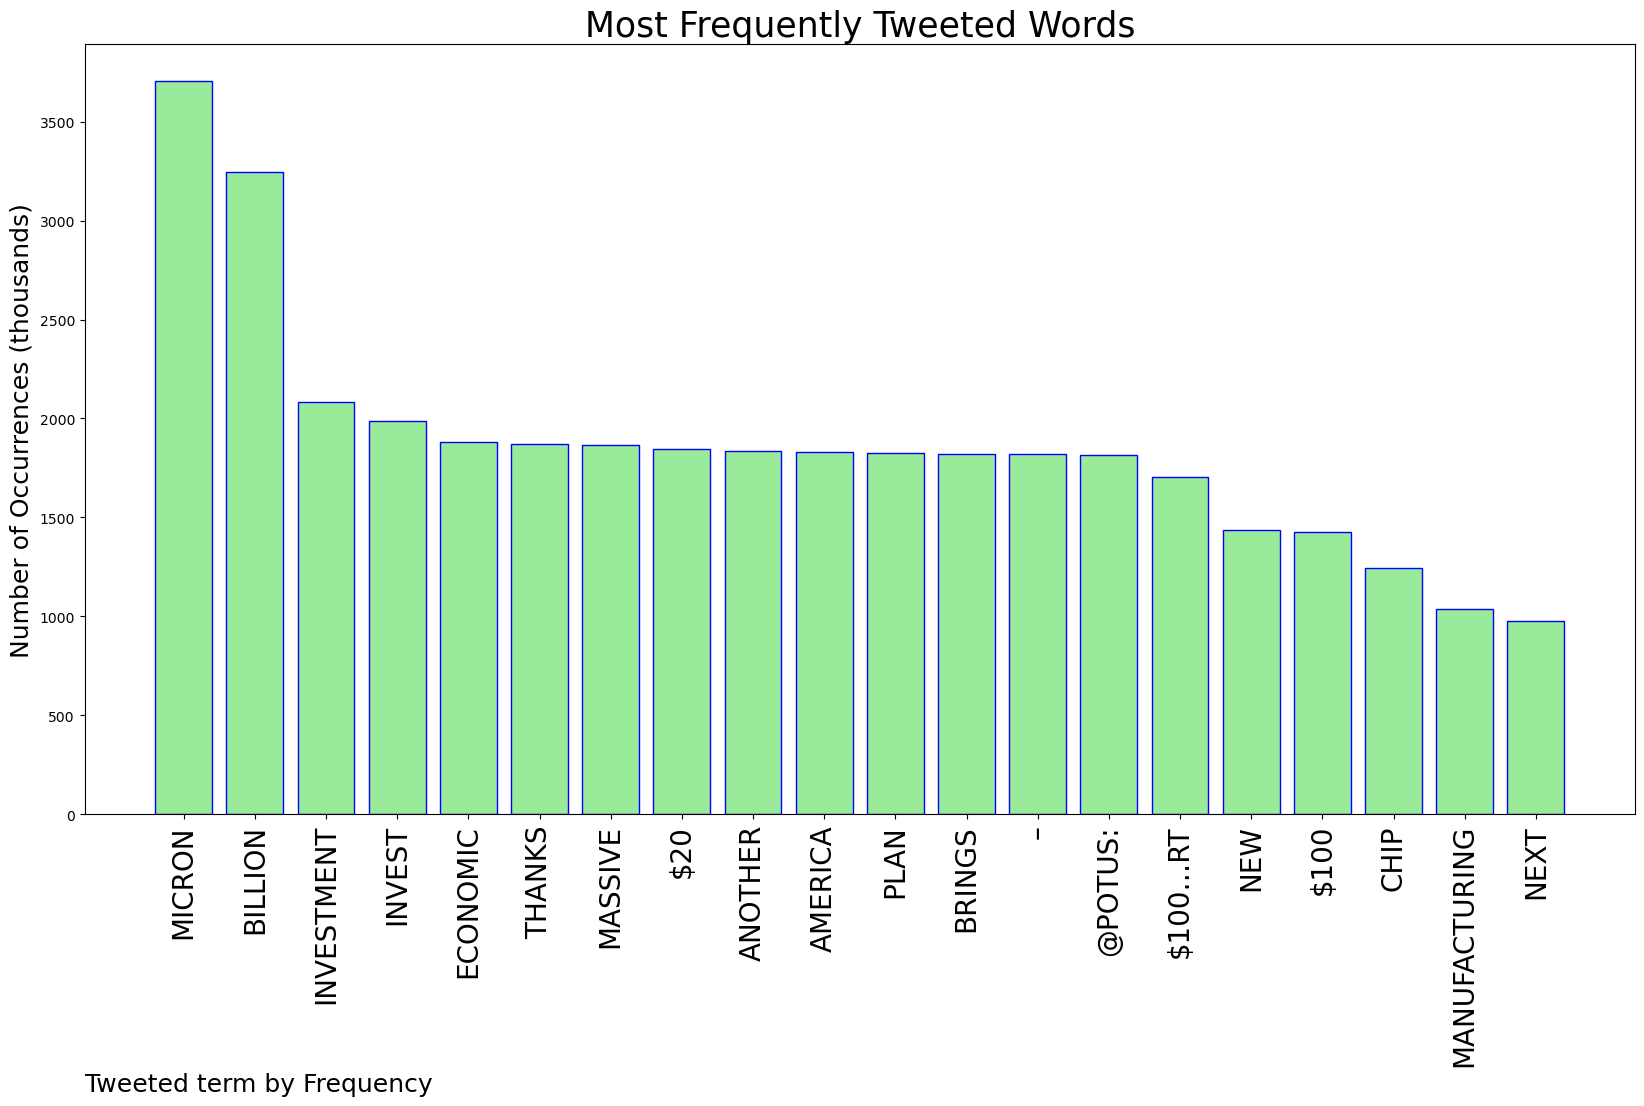 Most Frequently Tweeted Words
Number of Occurrences (thousands)
3500
3000
2500
2000
1500
1000
500
0
MICRON
BILLION
INVESTMENT
INVEST
ECONOMIC
THANKS
MASSIVE
$20
ANOTHER
AMERICA
PLAN
BRINGS
–
@POTUS:
$100…RT
NEW
$100
CHIP
MANUFACTURING
NEXT
Tweeted term by Frequency